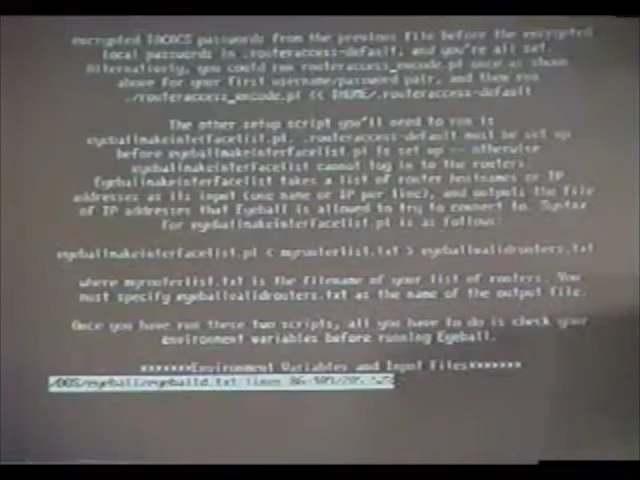 encrypted TACACS passwords from the previous file before the encrypted
local passwords in .routeraccess-default, and you're all set.
Alternatively, you could run routeraccess_encode.pl once as shown
above for your first username/password pair, and then run
./routeraccess_encode.pl << $HOME/.routeraccess-default
The other setup script you'll need to run is
eyeballmakeinterfacelist.pl. .routeraccess-default must be set up
before eyeballmakeinterfacelist.pl is set up -- otherwise
eyeballmakeinterfacelist cannot log in to the routers.
Eyeballmakeinterfacelist takes a list of router hostnames or IP
addresses as its input (one name or IP per line), and outputs the file
of IP addresses that Eyeball is allowed to try to connect to. Syntax
for eyeballmakeinterfacelist.pl is as follows:
eyeballmakeinterfacelist.pl < myrouterlist.txt > eyeballvalidrouters.txt
where myrouterlist.txt is the filename of your list of routers. You
must specify eyeballvalidrouters.txt as the name of the output file.
Once you have run these two scripts, all you have to do is check your
environment variables before running Eyeball.
*******Environment Variables and Input Files*******
lines 86-109/205